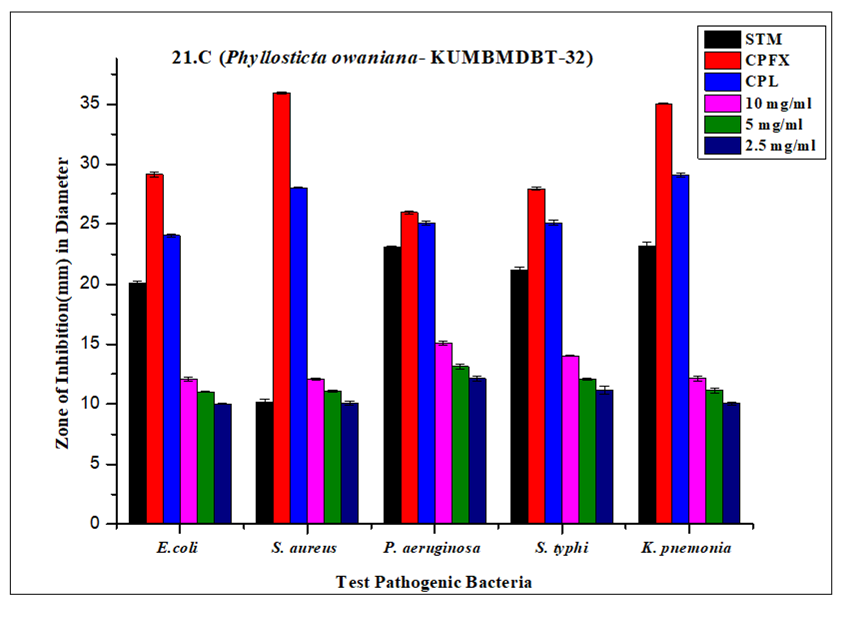 21.C (Phyllosticta owaniana- KUMBMDBT-32)
STM
CPFX
CPL
10 mg/ml
5 mg/ml
2.5 mg/ml
Zone of Inhibition(mm) in Diameter
35
30
25
20
15
10
5
0
E.coli S. aureus P. aeruginosa S. typhi K. pnemonia
Test Pathogenic Bacteria